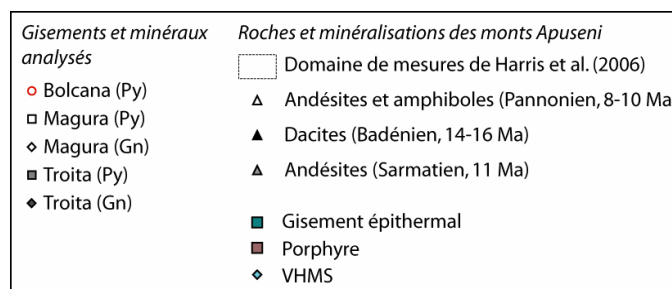 Gisements et minéraux
analysés
Bolcana (Py)
Magura (Py)
Magura (Gn)
Troita (Py)
Troita (Gn)
Roches et minéralisations des monts Apuseni
Domaine de mesures de Harris et al. (2006)
Andésites et amphiboles (Pannonien, 8-10 Ma
Dacites (Badénien, 14-16 Ma)
Andésites (Sarmatien, 11 Ma)
Gisement épithermal
Porphyre
VHMS